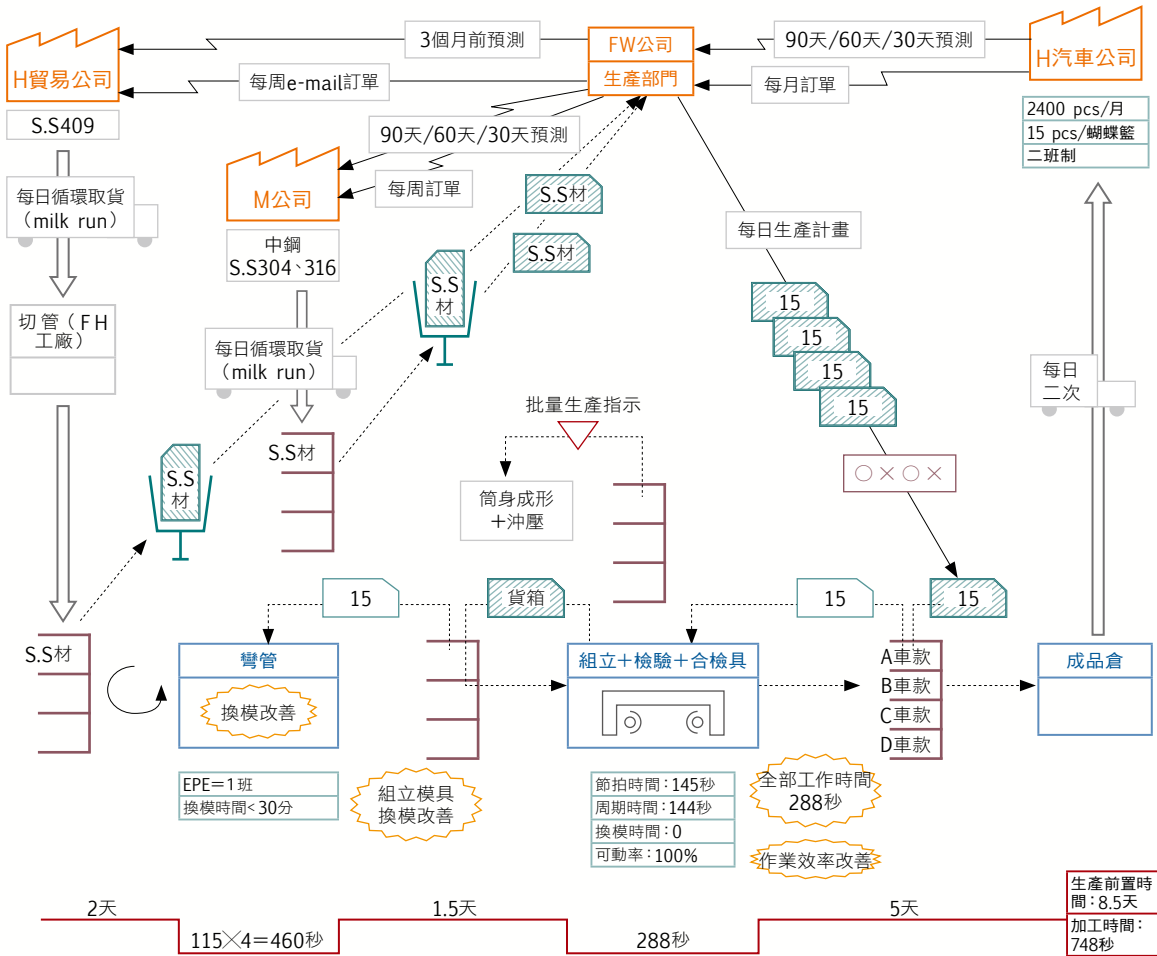 H貿易公司
3個月前預測
FW公司
生產部門
90天/60天/30天預測
H汽車公司
每周e-mail訂單
每月訂單
S.S409
90天/60天/30天預測
2400 pcs/月
15 pcs/蝴蝶籃
二班制
M公司
每周訂單
每日循環取貨
(milk run)
中鋼
S.S304、316
S.S材
S.S材
每日生產計畫
S.S
材
切管(FH
工廠)
每日循環取貨
(milk run)
15
15
15
15
每日
二次
批量生產指示
S.S材
S.S
材
筒身成形
+沖壓
○×○×
15
貨箱
15
15
S.S材
彎管
換模改善
組立+檢驗+合檢具
A車款
B車款
C車款
D車款
成品倉
EPE=1班
換模時間<30分
組立模具
換模改善
節拍時間:145秒
周期時間:144秒
換模時間:0
可動率:100%
全部工作時間
288秒
作業效率改善
2天
115×4=460秒
1.5天
288秒
5天
生產前置時
間:8.5天
加工時間:
748秒